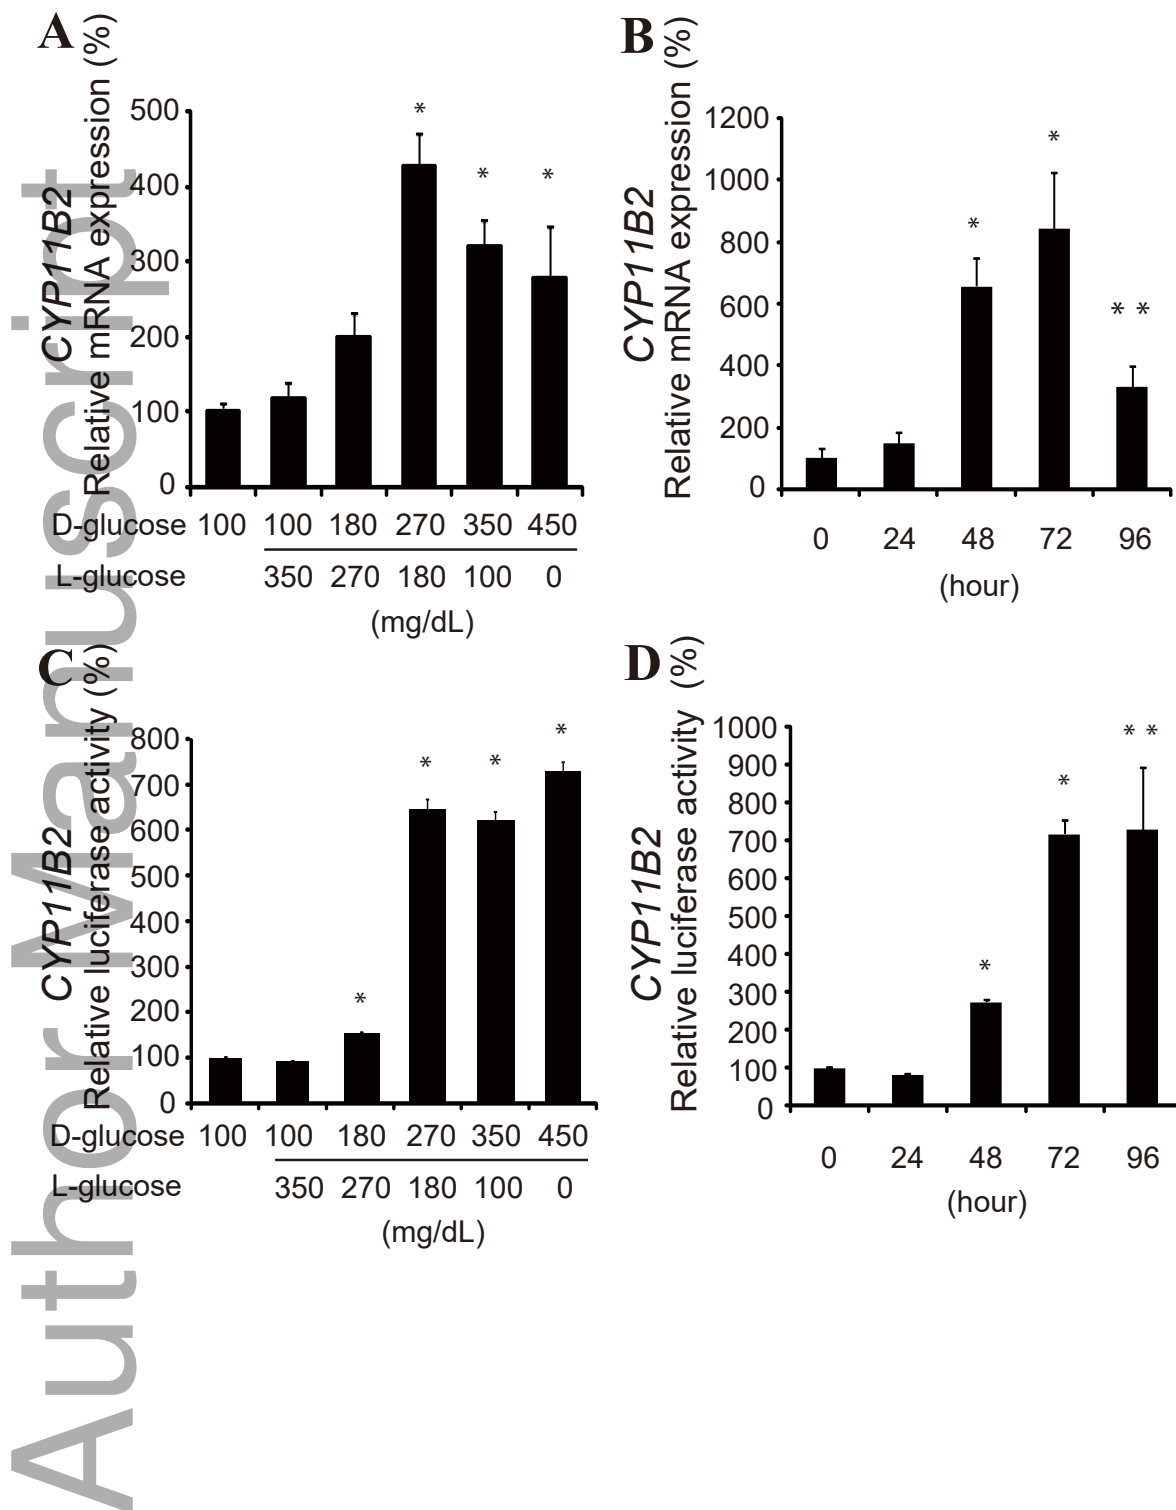 Author Manuscript
A
CYP11B2
Relative mRNA expression (%)
500
400
300
200
100
0
*
*
*
D-glucose 100 100 180 270 350 450
L-glucose 350 270 180 100 0
(mg/dL)
B
CYP11B2
Relative mRNA expression (%)
1200
1000
800
600
400
200
0
*
*
* *
0 24 48 72 96
(hour)
C
CYP11B2
Relative luciferase activity (%)
800
700
600
500
400
300
200
100
0
*
*
*
*
D-glucose 100 100 180 270 350 450
L-glucose 350 270 180 100 0
(mg/dL)
D
CYP11B2
Relative luciferase activity (%)
1000
900
800
700
600
500
400
300
200
100
0
*
*
* *
0 24 48 72 96
(hour)